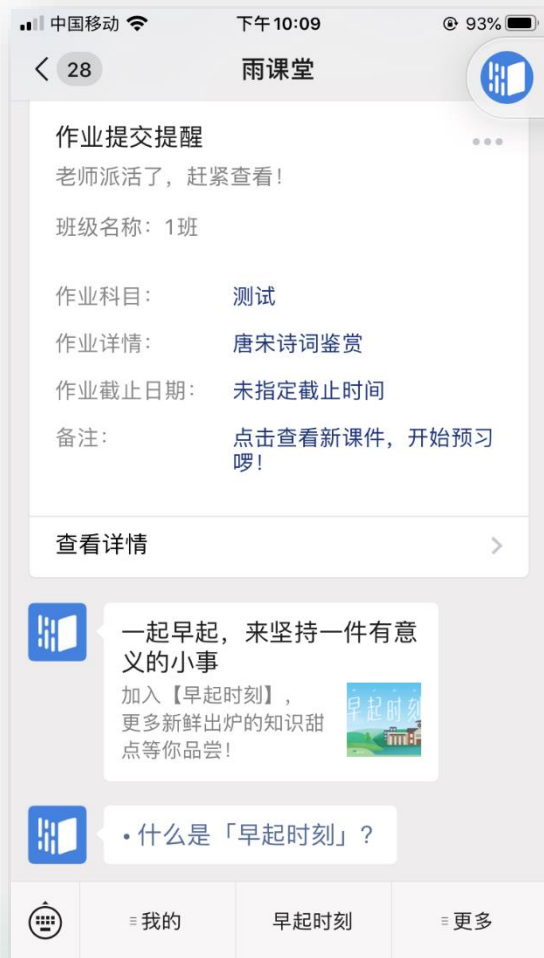 中国移动 下午10:09 93%
28 雨课堂
作业提交提醒
老师派活了，赶紧查看！
班级名称：1班
作业科目： 测试
作业详情： 唐宋诗词鉴赏
作业截止日期： 未指定截止时间
备注： 点击查看新课件，开始预习
啰！
查看详情
一起早起，来坚持一件有意
义的小事
加入【早起时刻】，
更多新鲜出炉的知识甜
点等你品尝！
早起时刻
•什么是「早起时刻」?
我的 早起时刻 更多